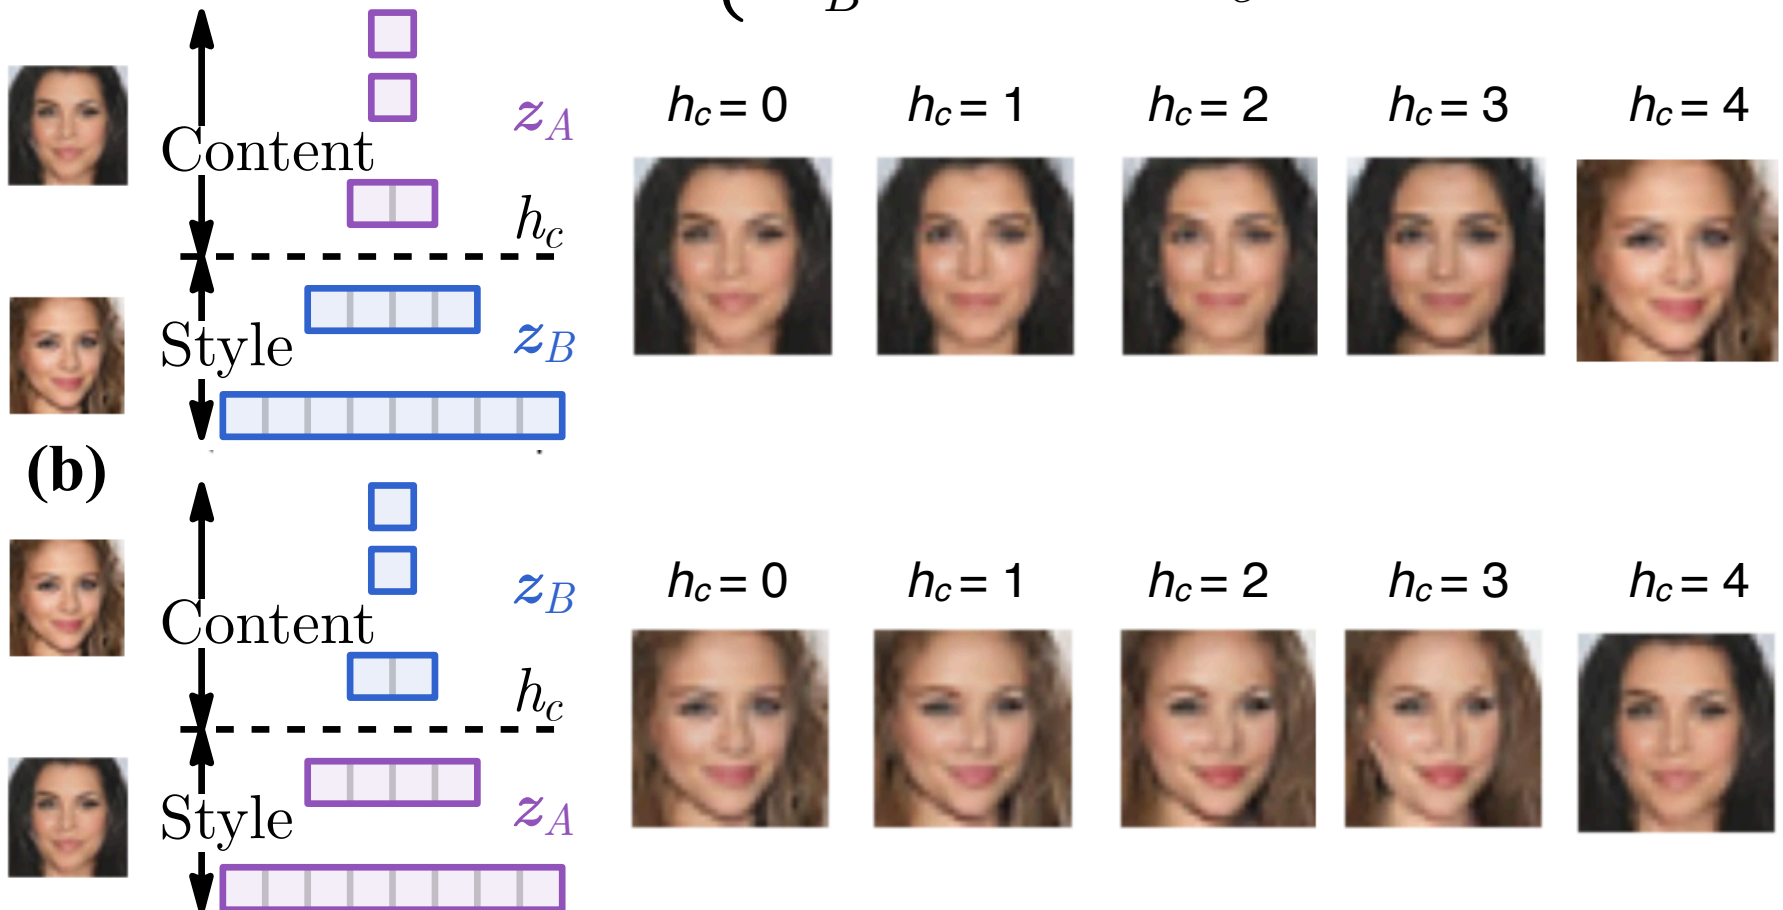 ( B
z_A
h_c = 0 h_c = 1 h_c = 2 h_c = 3 h_c = 4
Content
h_c
Style
z_B
(b)
z_B
h_c = 0 h_c = 1 h_c = 2 h_c = 3 h_c = 4
Content
h_c
Style
z_A